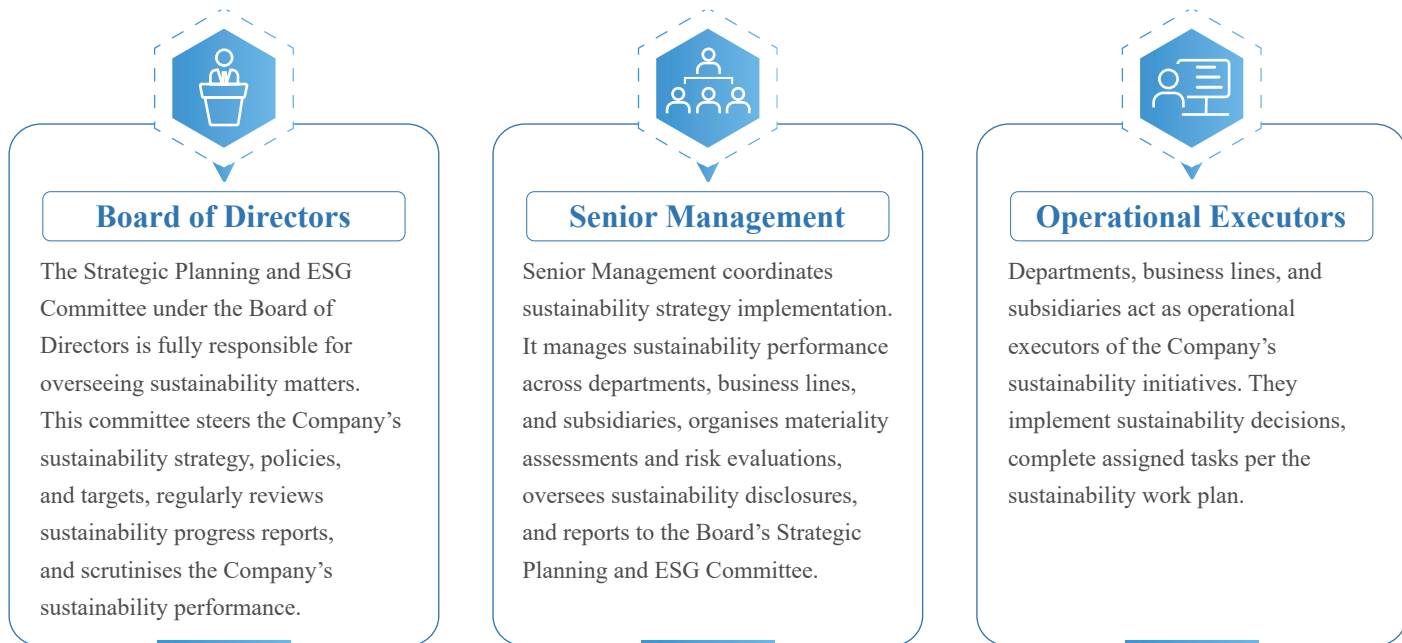 Board of Directors
The Strategic Planning and ESG
Committee under the Board of
Directors is fully responsible for
overseeing sustainability matters.
This committee steers the Company’s
sustainability strategy, policies,
and targets, regularly reviews
sustainability progress reports,
and scrutinises the Company’s
sustainability performance.
Senior Management
Senior Management coordinates
sustainability strategy implementation.
It manages sustainability performance
across departments, business lines,
and subsidiaries, organises materiality
assessments and risk evaluations,
oversees sustainability disclosures,
and reports to the Board’s Strategic
Planning and ESG Committee.
Operational Executors
Departments, business lines, and
subsidiaries act as operational
executors of the Company’s
sustainability initiatives. They
implement sustainability decisions,
complete assigned tasks per the
sustainability work plan.